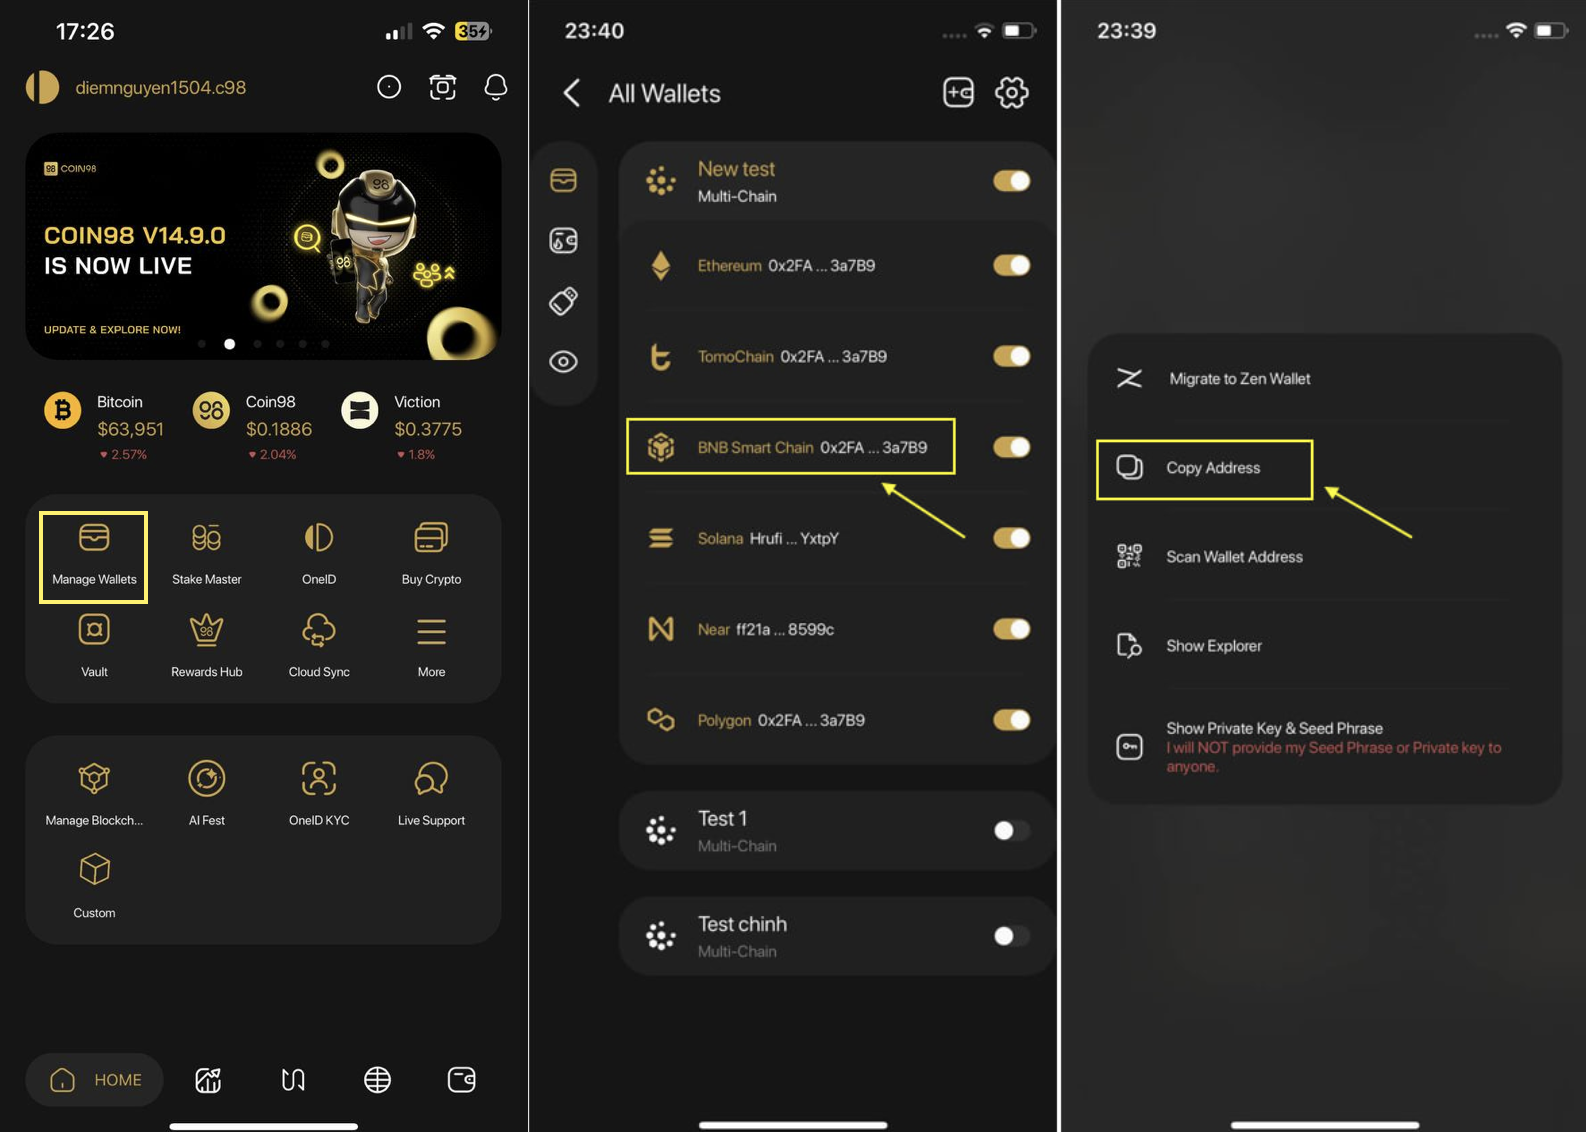 17:26
35
diemnguyen1504.c98
98 COIN98
COIN98 V14.9.0
IS NOW LIVE
UPDATE & EXPLORE NOW!
98
98
Bitcoin
$63,951
2.57%
Coin98
$0.1886
2.04%
Viction
$0.3775
1.8%
Manage Wallets
Stake Master
OneID
Buy Crypto
Vault
Rewards Hub
Cloud Sync
More
Manage Blockch...
AI Fest
OneID KYC
Live Support
Custom
HOME
23:40
All Wallets
New test
Multi-Chain
Ethereum 0x2FA ... 3a7B9
TomoChain 0x2FA ... 3a7B9
BNB Smart Chain 0x2FA ... 3a7B9
Solana Hrufi ... YxtpY
Near ff21a ... 8599c
Polygon 0x2FA ... 3a7B9
Test 1
Multi-Chain
Test chinh
Multi-Chain
23:39
Migrate to Zen Wallet
Copy Address
Scan Wallet Address
Show Explorer
Show Private Key & Seed Phrase
I will NOT provide my Seed Phrase or Private key to
anyone.